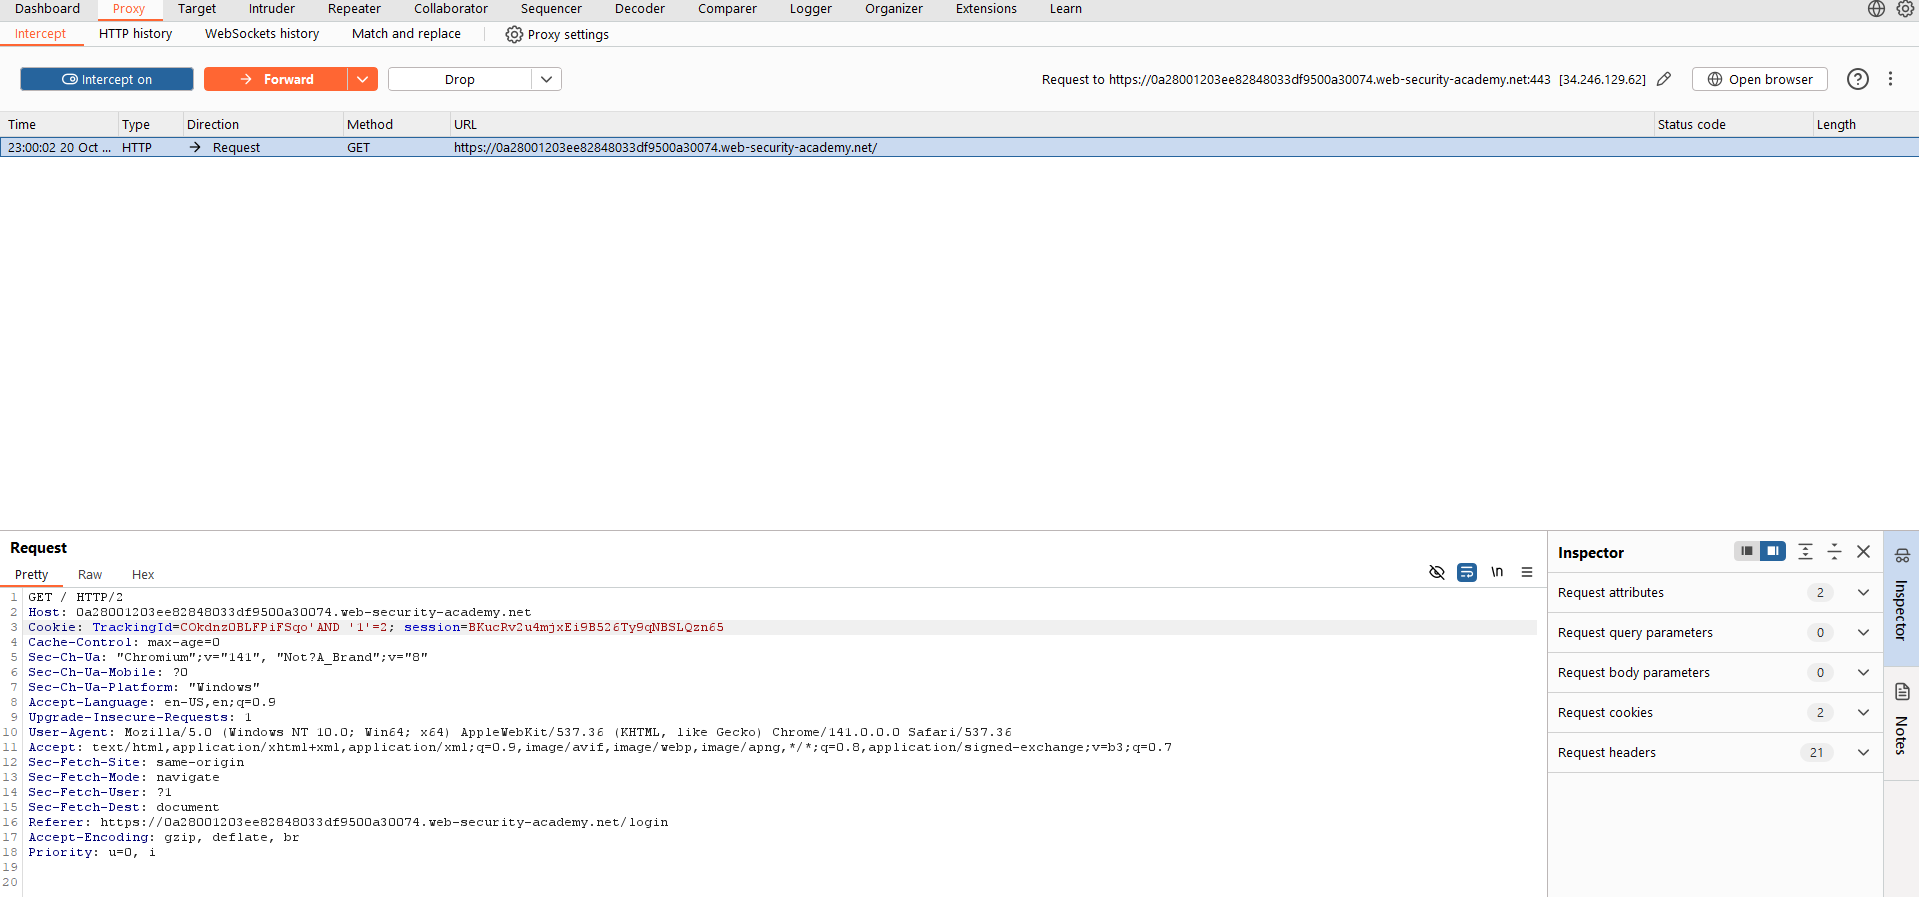 Dashboard Proxy Target Intruder Repeater Collaborator Sequencer Decoder Comparer Logger Organizer Extensions Learn
Intercept HTTP history WebSockets history Match and replace Proxy settings
Intercept on Forward Drop Request to https://0a28001203ee82848033df9500a30074.web-security-academy.net:443 [34.246.129.62] Open browser
Time Type Direction Method URL Status code Length
23:00:02 20 Oct ... HTTP Request GET https://0a28001203ee82848033df9500a30074.web-security-academy.net/
Request
Pretty Raw Hex
\n
1 GET / HTTP/2
2 Host: 0a28001203ee82848033df9500a30074.web-security-academy.net
3 Cookie: TrackingId=COkdnzOBLFPiFSqo'AND '1'=2; session=BKucRv2u4mjxEi9B526Ty9qNBSLQzn65
4 Cache-Control: max-age=0
5 Sec-Ch-Ua: "Chromium";v="141", "Not?A_Brand";v="8"
6 Sec-Ch-Ua-Mobile: ?0
7 Sec-Ch-Ua-Platform: "Windows"
8 Accept-Language: en-US,en;q=0.9
9 Upgrade-Insecure-Requests: 1
10 User-Agent: Mozilla/5.0 (Windows NT 10.0; Win64; x64) AppleWebKit/537.36 (KHTML, like Gecko) Chrome/141.0.0.0 Safari/537.36
11 Accept: text/html,application/xhtml+xml,application/xml;q=0.9,image/avif,image/webp,image/apng,*/*;q=0.8,application/signed-exchange;v=b3;q=0.7
12 Sec-Fetch-Site: same-origin
13 Sec-Fetch-Mode: navigate
14 Sec-Fetch-User: ?1
15 Sec-Fetch-Dest: document
16 Referer: https://0a28001203ee82848033df9500a30074.web-security-academy.net/login
17 Accept-Encoding: gzip, deflate, br
18 Priority: u=0, i
19
20
Inspector
Request attributes 2
Request query parameters 0
Request body parameters 0
Request cookies 2
Request headers 21
Inspector
Notes